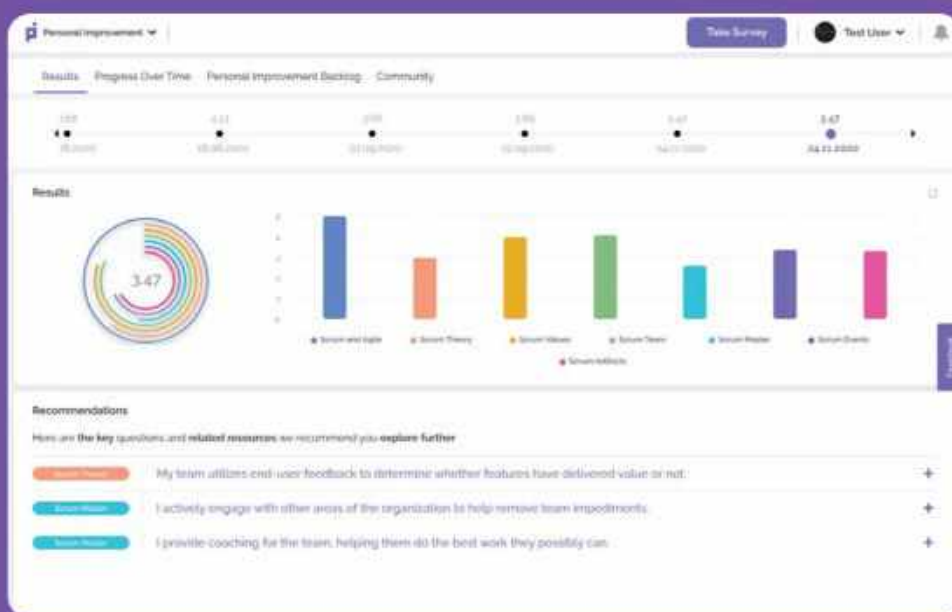 Personal Improvement
Take Survey
Test User
Results Progress Over Time Personal Improvement Backlog Community
3.47
04.11.2020
Results
3.47
Scrum and Agile Scrum Theory Scrum Values Scrum Team Scrum Master Scrum Events
Scrum Artifacts
Recommendations
Here are the key questions and related resources we recommend you explore further
Scrum Theory My team utilizes end-user feedback to determine whether features have delivered value or not.
Scrum Master I actively engage with other areas of the organization to help remove team impediments.
Scrum Master I provide coaching for the team, helping them do the best work they possibly can.